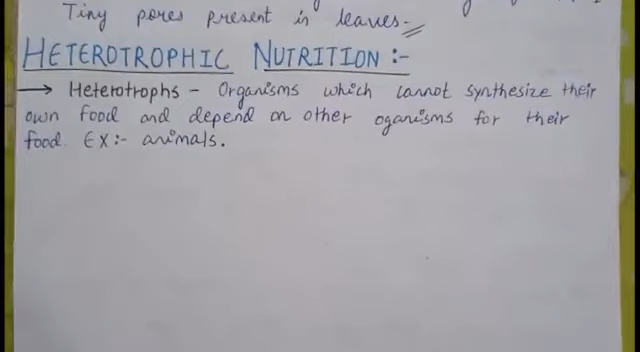 Tiny pores present in leaves.
HETEROTROPHIC NUTRITION :-
→ Heterotrophs - Organisms which cannot synthesize their
own food and depend on other oganisms for their
food. EX:- animals.